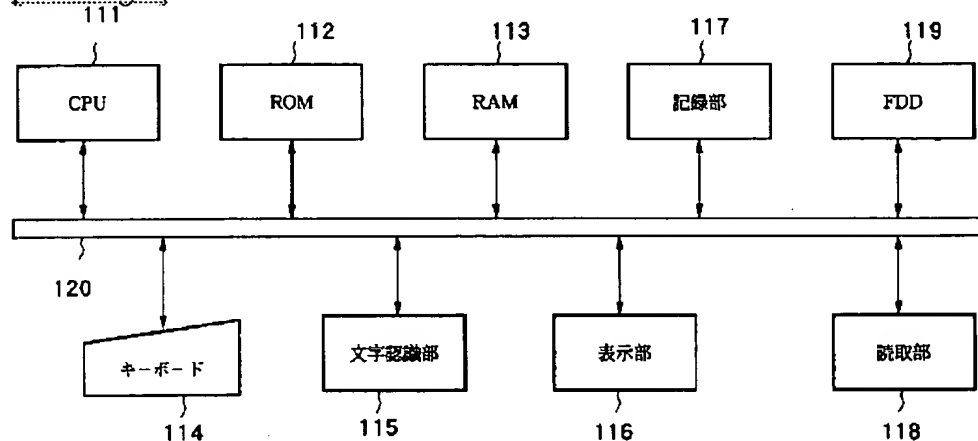 111
112
113
117
119
CPU
ROM
RAM
記録部
FDD
120
キーボード
文字認識部
表示部
読取部
114
115
116
118